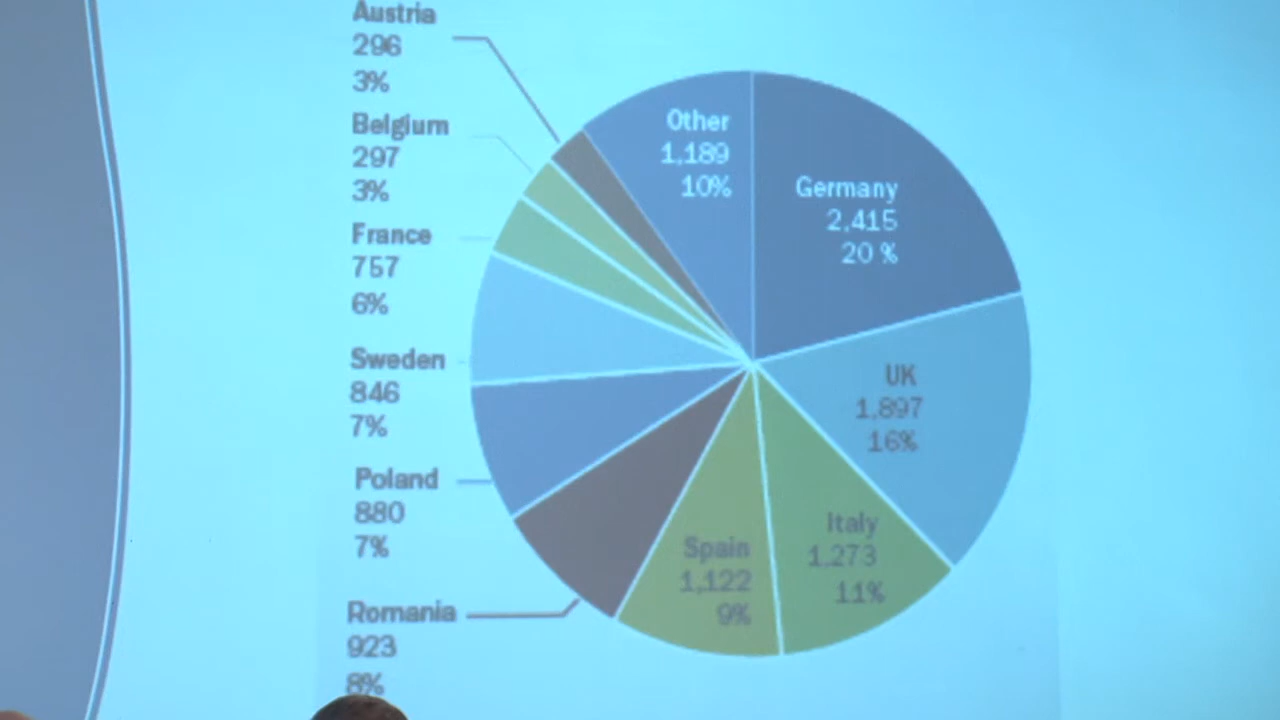 Austria
296
3%
Belgium
297
3%
France
757
6%
Sweden
846
7%
Poland
880
7%
Romania
923
8%
Other
1,189
10%
Germany
2,415
20 %
UK
1,897
16%
Italy
1,273
11%
Spain
1,122
9%